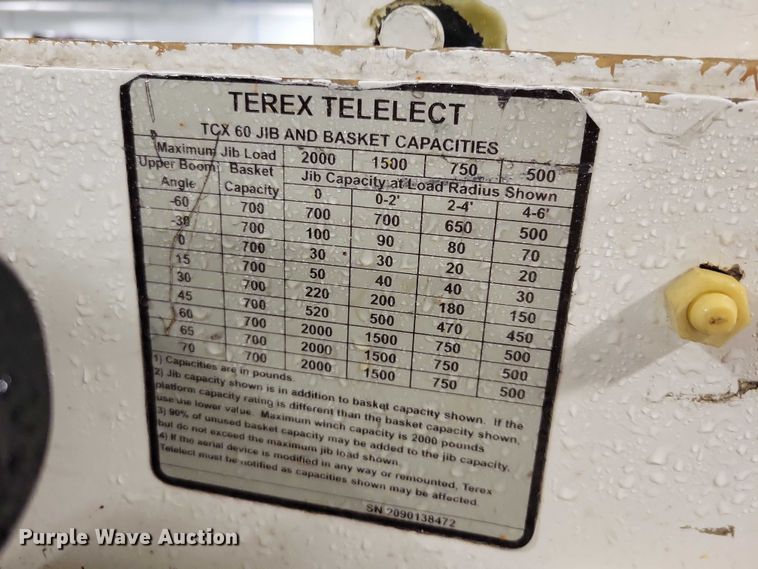 TEREX TELELECT
TCX 60 JIB AND BASKET CAPACITIES
Maximum Jib Load 2000 1500 750 500
Upper Boom Basket Jib Capacity at Load Radius Shown
Angle Capacity 0 0-2' 2-4' 4-6'
-60 700 700 700 650 500
-30 700 100 90 80 70
0 700 30 30 20 20
15 700 50 40 40 30
30 700 220 200 180 150
45 700 520 500 470 450
60 700 2000 1500 750 500
65 700 2000 1500 750 500
70 700 2000 1500 750 500
1) Capacities are in pounds.
2) Jib capacity shown is in addition to basket capacity shown. If the
platform capacity rating is different than the basket capacity shown,
use use lower value. Maximum winch capacity is 2000 pounds
3) 90% of unused basket capacity may be added to the jib capacity,
but do not exceed the maximum jib load shown.
4) If the aerial device is modified in any way or remounted, Terex
Telelect must be notified as capacities shown may be affected.
SN 2090138472
Purple Wave Auction